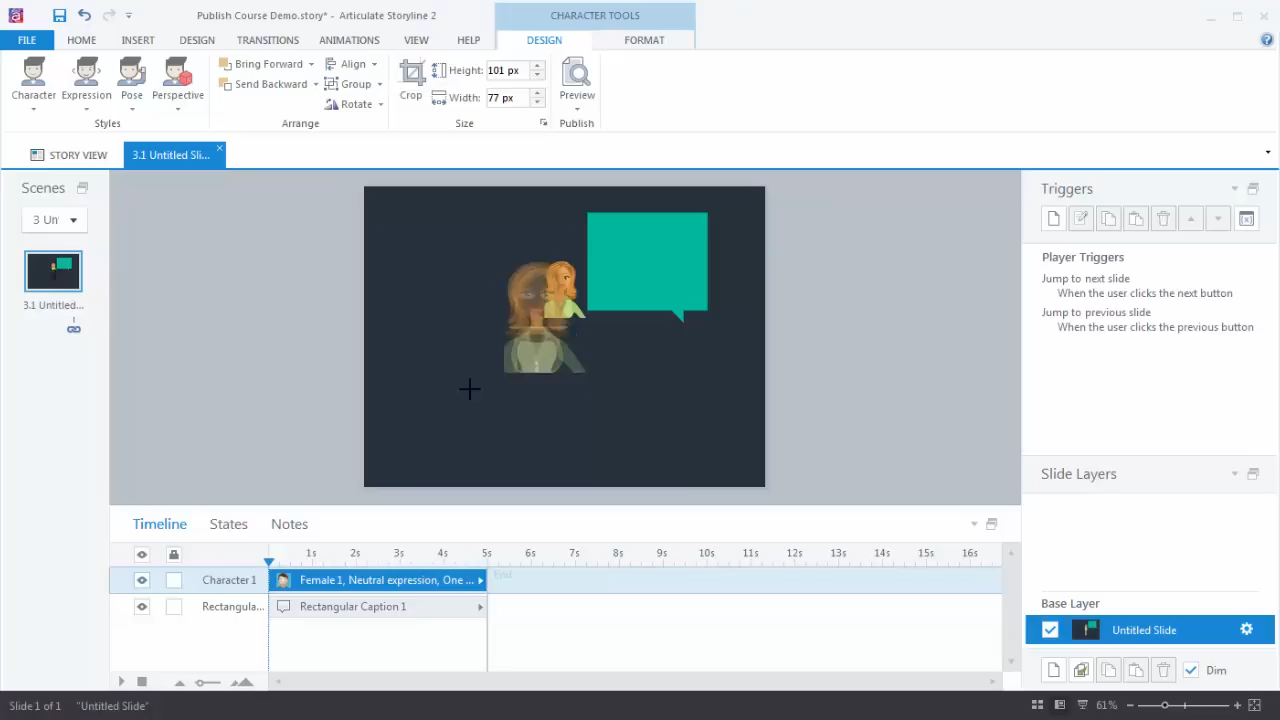 Publish Course Demo.story* - Articulate Storyline 2
CHARACTER TOOLS
FILE HOME INSERT DESIGN TRANSITIONS ANIMATIONS VIEW HELP DESIGN FORMAT
Character Expression Pose Perspective
Bring Forward Align
Send Backward Group
Rotate
Crop
Height: 101 px
Width: 77 px
Preview
Styles Arrange Size Publish
STORY VIEW 3.1 Untitled Sli...
Scenes
3 Un
3.1 Untitled...
Triggers
Player Triggers
Jump to next slide
When the user clicks the next button
Jump to previous slide
When the user clicks the previous button
Slide Layers
Base Layer
Untitled Slide
Dim
Timeline States Notes
1s 2s 3s 4s 5s 6s 7s 8s 9s 10s 11s 12s 13s 14s 15s 16s
Character 1 Female 1, Neutral expression, One ... End
Rectangula... Rectangular Caption 1
Slide 1 of 1 "Untitled Slide" 61%